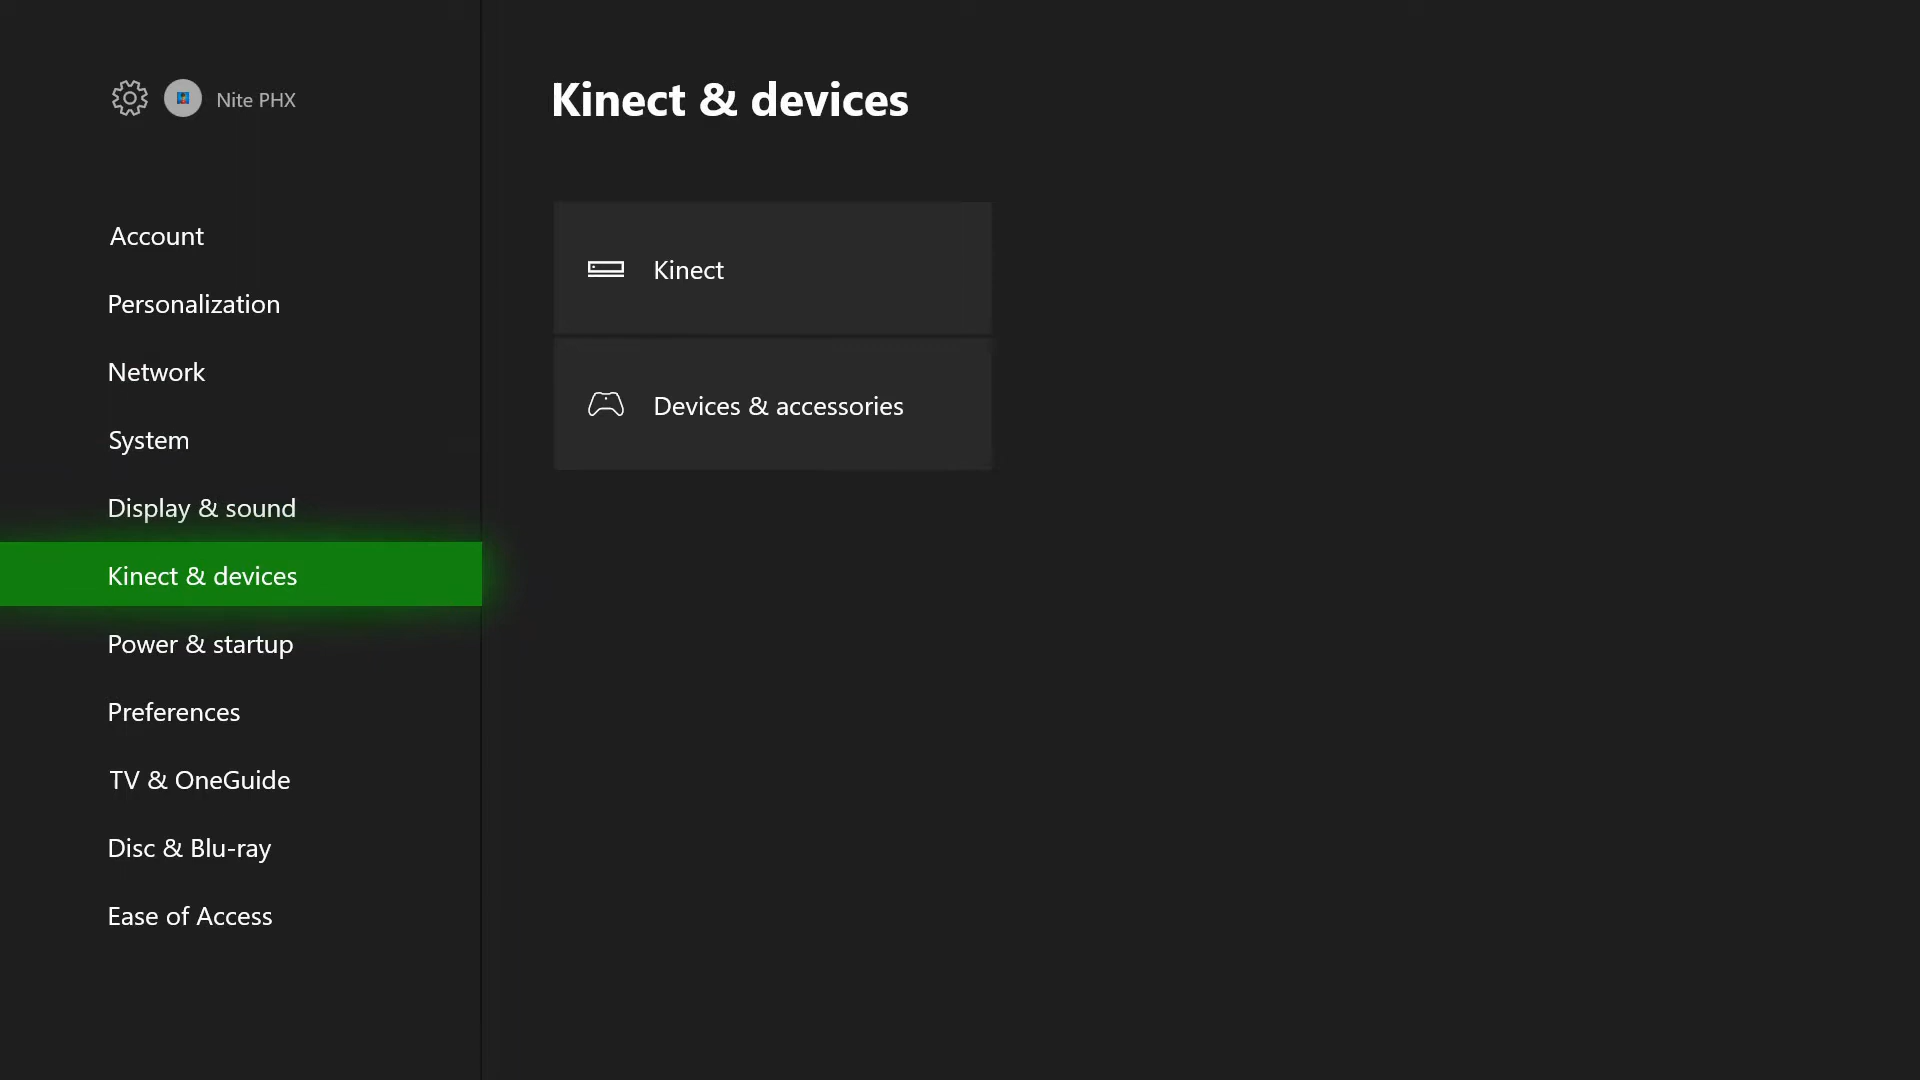 Nite PHX
Account
Personalization
Network
System
Display & sound
Kinect & devices
Power & startup
Preferences
TV & OneGuide
Disc & Blu-ray
Ease of Access
Kinect & devices
Kinect
Devices & accessories